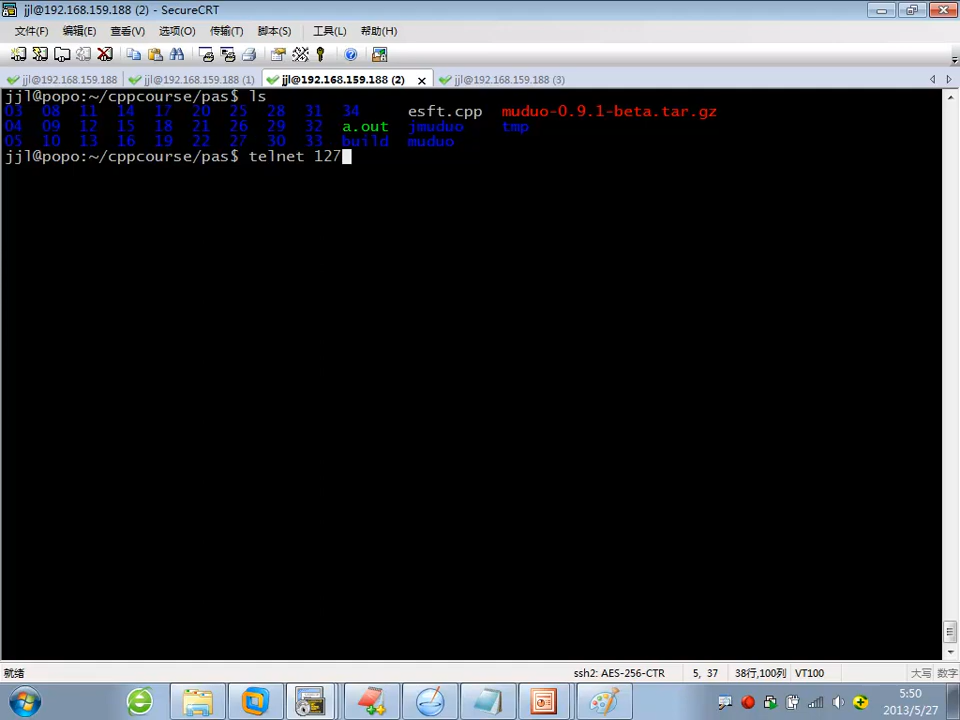 jjl@192.168.159.188 (2) - SecureCRT
文件(F) 编辑(E) 查看(V) 选项(O) 传输(T) 脚本(S) 工具(L) 帮助(H)
jjl@192.168.159.188 jjl@192.168.159.188 (1) jjl@192.168.159.188 (2) jjl@192.168.159.188 (3)
jjl@popo:~/cppcourse/pas$ ls
03 08 11 14 17 20 25 28 31 34 esft.cpp muduo-0.9.1-beta.tar.gz
04 09 12 15 18 21 26 29 32 a.out jmuduo tmp
05 10 13 16 19 22 27 30 33 build muduo
jjl@popo:~/cppcourse/pas$ telnet 127
就绪 ssh2: AES-256-CTR 5, 37 38行,100列 VT100 大写 数字
5:50
2013/5/27